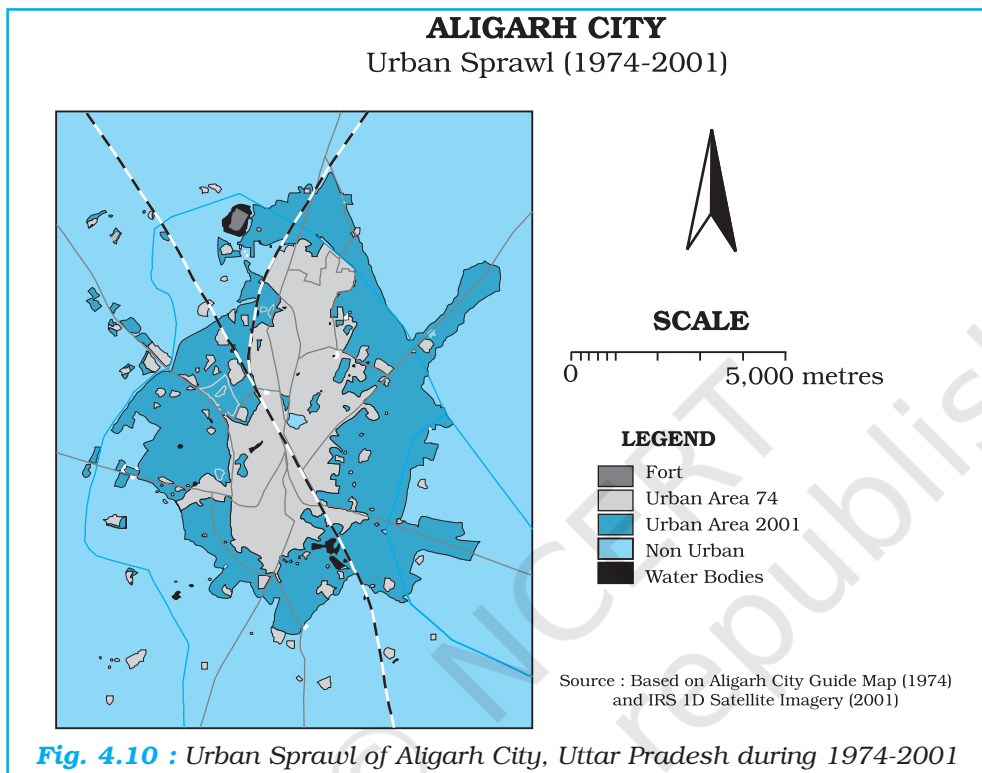 ALIGARH CITY
Urban Sprawl (1974-2001)
SCALE
0 5,000 metres
LEGEND
Fort
Urban Area 74
Urban Area 2001
Non Urban
Water Bodies
Source : Based on Aligarh City Guide Map (1974)
and IRS 1D Satellite Imagery (2001)
© NCERT
republis
Fig. 4.10 : Urban Sprawl of Aligarh City, Uttar Pradesh during 1974-2001